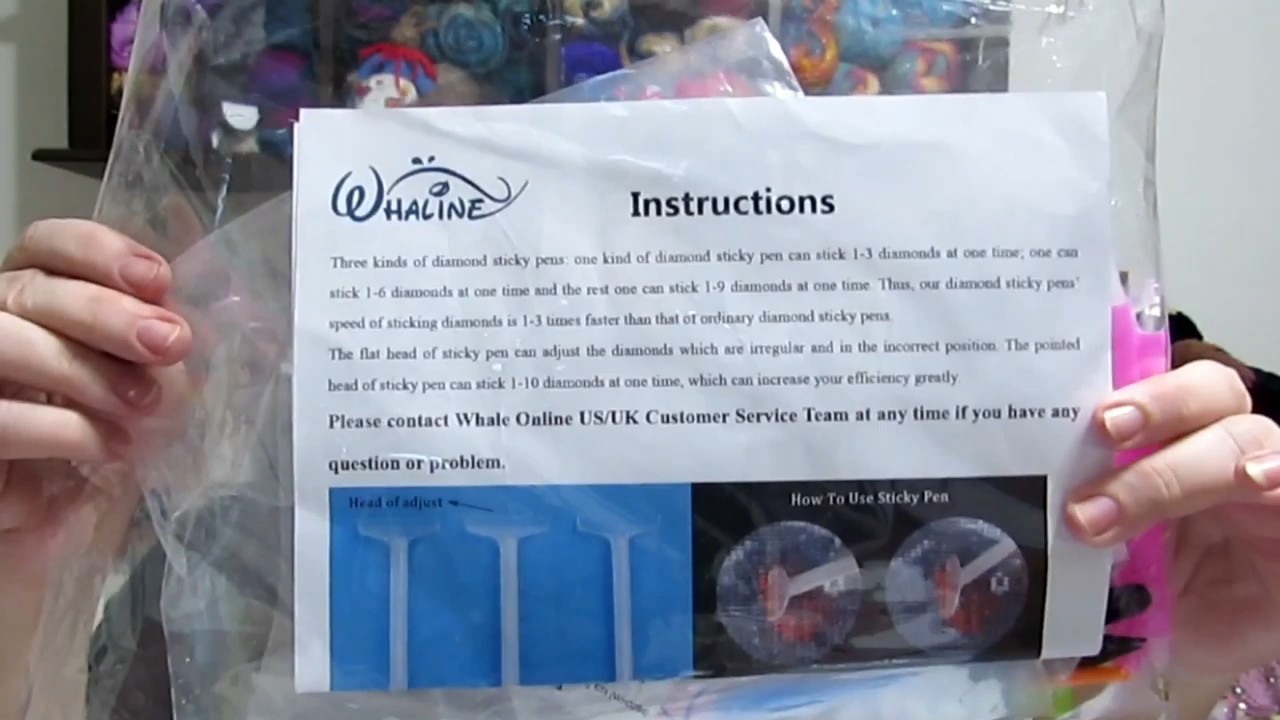 WHALINE
Instructions
Three kinds of diamond sticky pens: one kind of diamond sticky pen can stick 1-3 diamonds at one time; one can
stick 1-6 diamonds at one time and the rest one can stick 1-9 diamonds at one time. Thus, our diamond sticky pens'
speed of sticking diamonds is 1-3 times faster than that of ordinary diamond sticky pens.
The flat head of sticky pen can adjust the diamonds which are irregular and in the incorrect position. The pointed
head of sticky pen can stick 1-10 diamonds at one time, which can increase your efficiency greatly.
Please contact Whale Online US/UK Customer Service Team at any time if you have any
question or problem.
Head of adjust
How To Use Sticky Pen